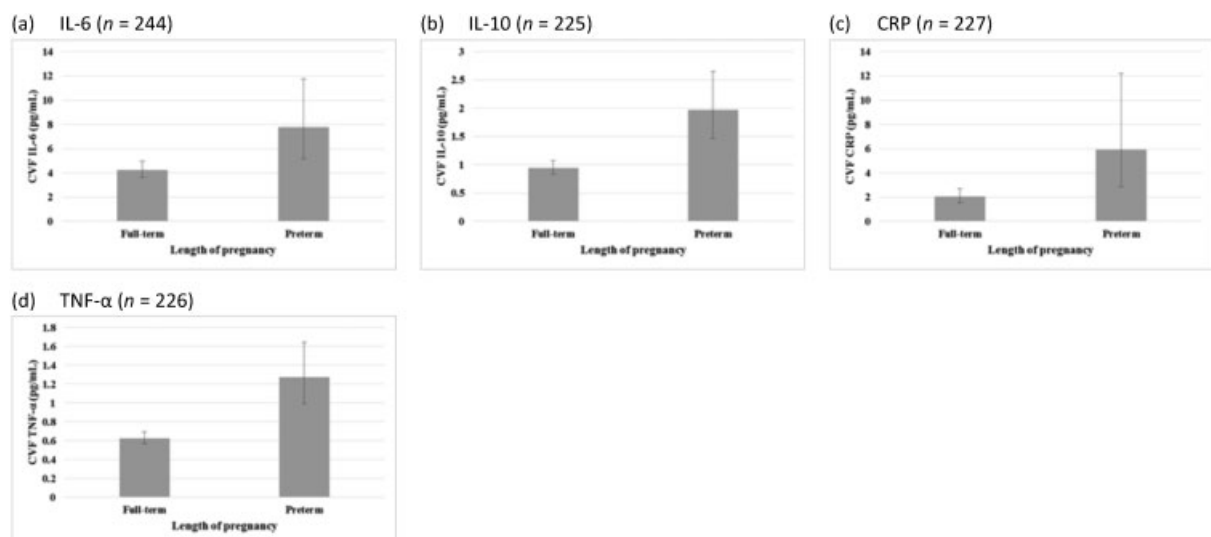 (a) IL-6 (n = 244)
14
12
10
8
6
4
2
0
CVF IL-6 (pg/mL)
Full-term Preterm
Length of pregnancy
(b) IL-10 (n = 225)
3
2.5
2
1.5
1
0.5
0
CVF IL-10 (pg/mL)
Full-term Preterm
Length of pregnancy
(c) CRP (n = 227)
14
12
10
8
6
4
2
0
CVF CRP (pg/mL)
Full-term Preterm
Length of pregnancy
(d) TNF-α (n = 226)
1.8
1.6
1.4
1.2
1
0.8
0.6
0.4
0.2
0
CVF TNF-α (pg/mL)
Full-term Preterm
Length of pregnancy